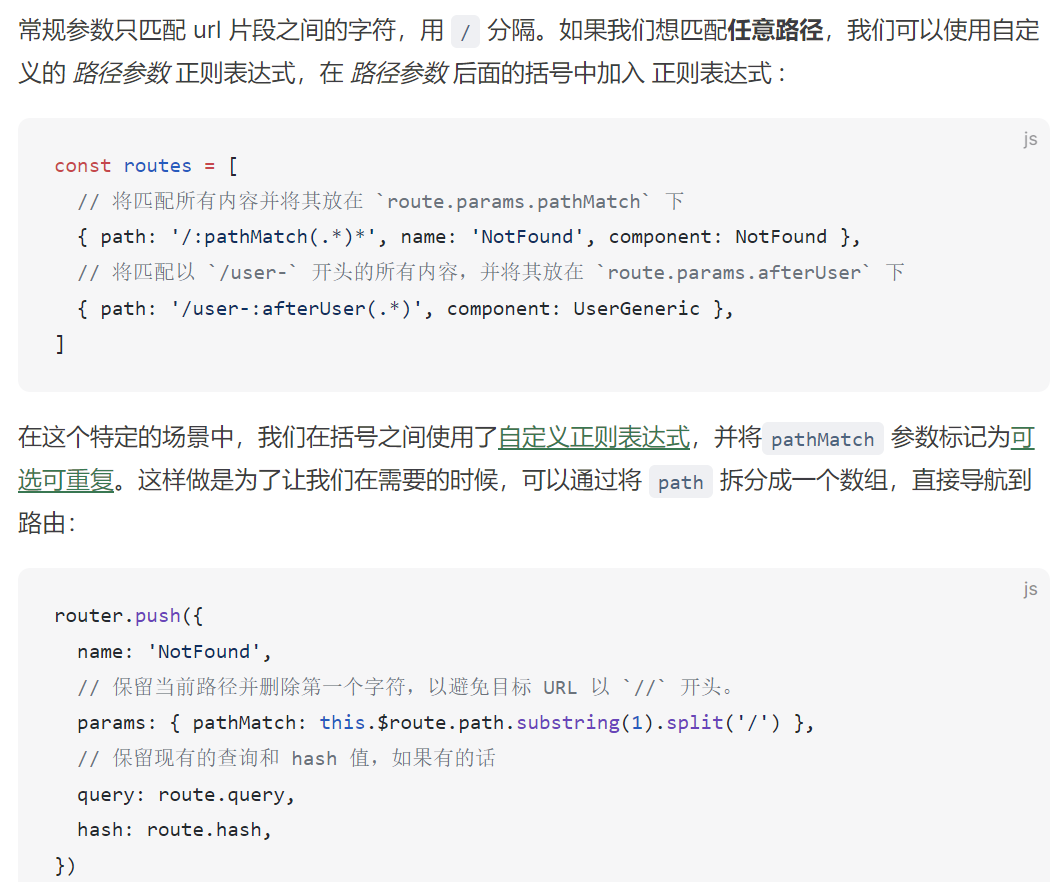 常规参数只匹配 url 片段之间的字符，用 / 分隔。如果我们想匹配任意路径，我们可以使用自定
义的 路径参数 正则表达式，在 路径参数 后面的括号中加入 正则表达式 :
js
const routes = [
  // 将匹配所有内容并将其放在 `route.params.pathMatch` 下
  { path: '/:pathMatch(.*)*', name: 'NotFound', component: NotFound },
  // 将匹配以 `/user-` 开头的所有内容，并将其放在 `route.params.afterUser` 下
  { path: '/user-:afterUser(.*)', component: UserGeneric },
]
在这个特定的场景中，我们在括号之间使用了自定义正则表达式，并将 pathMatch 参数标记为可
选可重复。这样做是为了让我们在需要的时候，可以通过将 path 拆分成一个数组，直接导航到
路由：
js
router.push({
  name: 'NotFound',
  // 保留当前路径并删除第一个字符，以避免目标 URL 以 `//` 开头。
  params: { pathMatch: this.$route.path.substring(1).split('/') },
  // 保留现有的查询和 hash 值，如果有的话
  query: route.query,
  hash: route.hash,
})